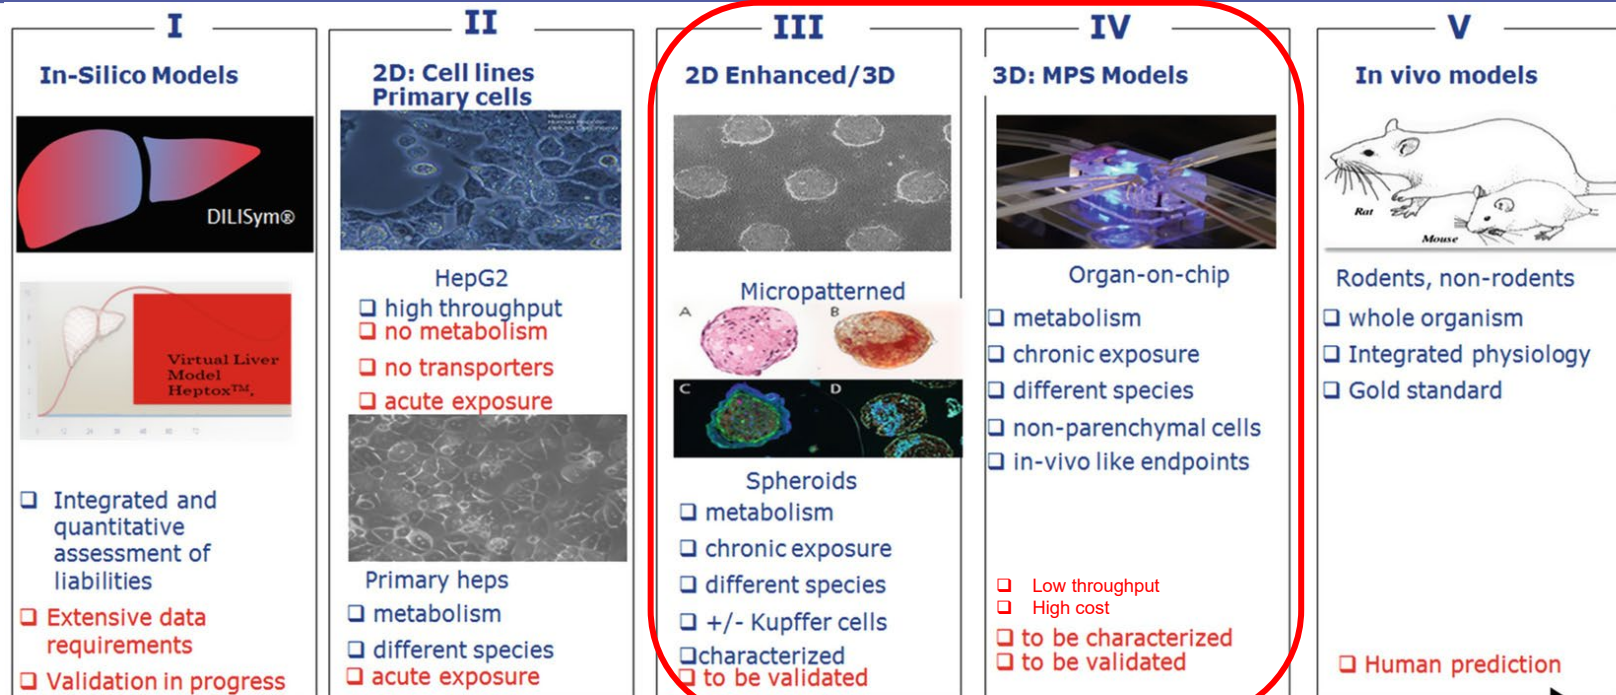 I
In-Silico Models
DILISym®
Virtual Liver
Model
Heptox™,
Integrated and
quantitative
assessment of
liabilities
Extensive data
requirements
Validation in progress
II
2D: Cell lines
Primary cells
HepG2
high throughput
no metabolism
no transporters
acute exposure
Primary heps
metabolism
different species
acute exposure
III
2D Enhanced/3D
Micropatterned
A
B
C
D
Spheroids
metabolism
chronic exposure
different species
+/- Kupffer cells
characterized
to be validated
IV
3D: MPS Models
Organ-on-chip
metabolism
chronic exposure
different species
non-parenchymal cells
in-vivo like endpoints
Low throughput
High cost
to be characterized
to be validated
V
In vivo models
Rat
Mouse
Rodents, non-rodents
whole organism
Integrated physiology
Gold standard
Human prediction